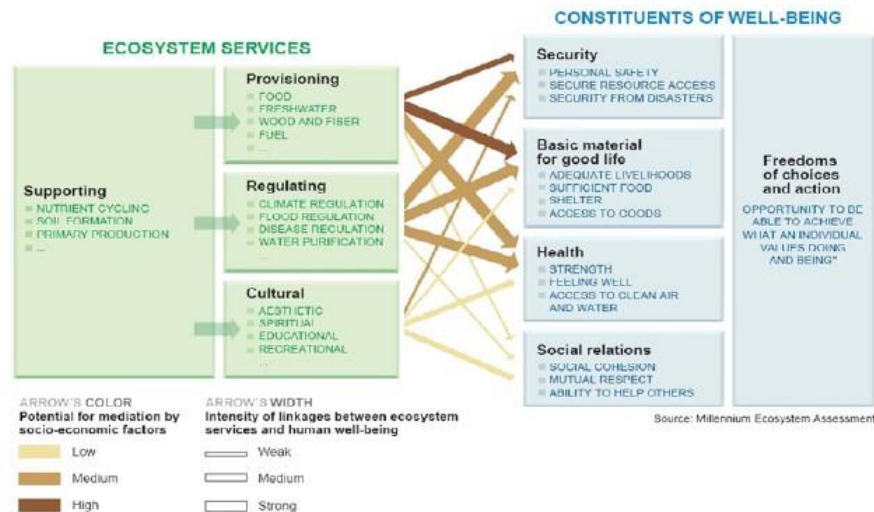 CONSTITUENTS OF WELL-BEING
ECOSYSTEM SERVICES
Supporting
NUTRIENT CYCLING
SOIL FORMATION
PRIMARY PRODUCTION
...
Provisioning
FOOD
FRESHWATER
WOOD AND FIBER
FUEL
...
Regulating
CLIMATE REGULATION
FLOOD REGULATION
DISEASE REGULATION
WATER PURIFICATION
...
Cultural
AESTHETIC
SPIRITUAL
EDUCATIONAL
RECREATIONAL
...
Security
PERSONAL SAFETY
SECURE RESOURCE ACCESS
SECURITY FROM DISASTERS
Basic material
for good life
ADEQUATE LIVELIHOODS
SUFFICIENT FOOD
SHELTER
ACCESS TO GOODS
Health
STRENGTH
FEELING WELL
ACCESS TO CLEAN AIR
AND WATER
Social relations
SOCIAL COHESION
MUTUAL RESPECT
ABILITY TO HELP OTHERS
Freedoms
of choices
and action
OPPORTUNITY TO BE
ABLE TO ACHIEVE
WHAT AN INDIVIDUAL
VALUES DOING
AND BEING"
Source: Millennium Ecosystem Assessment
ARROW'S COLOR
Potential for mediation by
socio-economic factors
Low
Medium
High
ARROW'S WIDTH
Intensity of linkages between ecosystem
services and human well-being
Weak
Medium
Strong